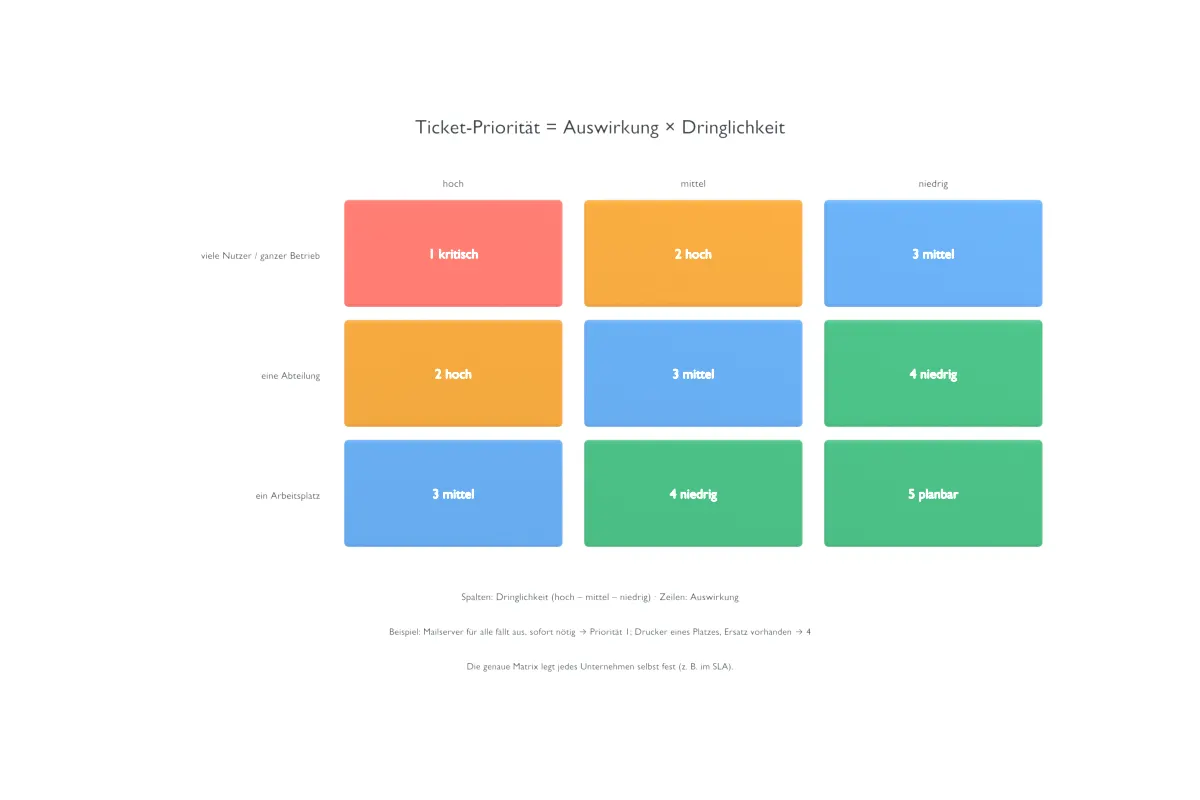 Ticket-Priorität = Auswirkung × Dringlichkeit
hoch mittel niedrig
viele Nutzer / ganzer Betrieb 1 kritisch 2 hoch 3 mittel
eine Abteilung 2 hoch 3 mittel 4 niedrig
ein Arbeitsplatz 3 mittel 4 niedrig 5 planbar
Spalten: Dringlichkeit (hoch – mittel – niedrig) · Zeilen: Auswirkung
Beispiel: Mailserver für alle fällt aus, sofort nötig → Priorität 1; Drucker eines Platzes, Ersatz vorhanden → 4
Die genaue Matrix legt jedes Unternehmen selbst fest (z. B. im SLA).